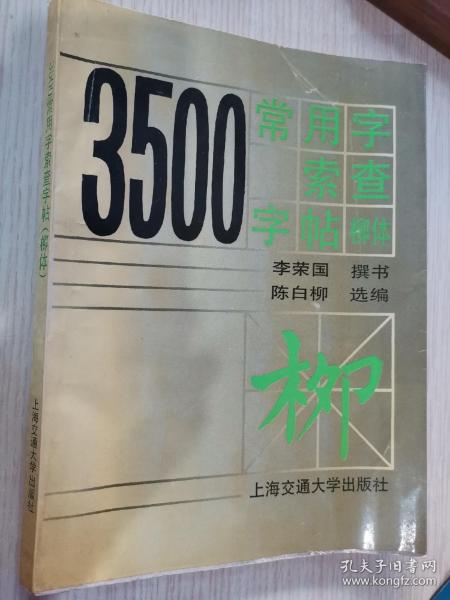 3500
常用字
索查
字帖 柳体
李荣国 撰书
陈白柳 选编
柳
上海交通大学出版社
3500常用字索查字帖（柳体）
上海交通大学出版社
孔夫子旧书网
www.kongfz.com